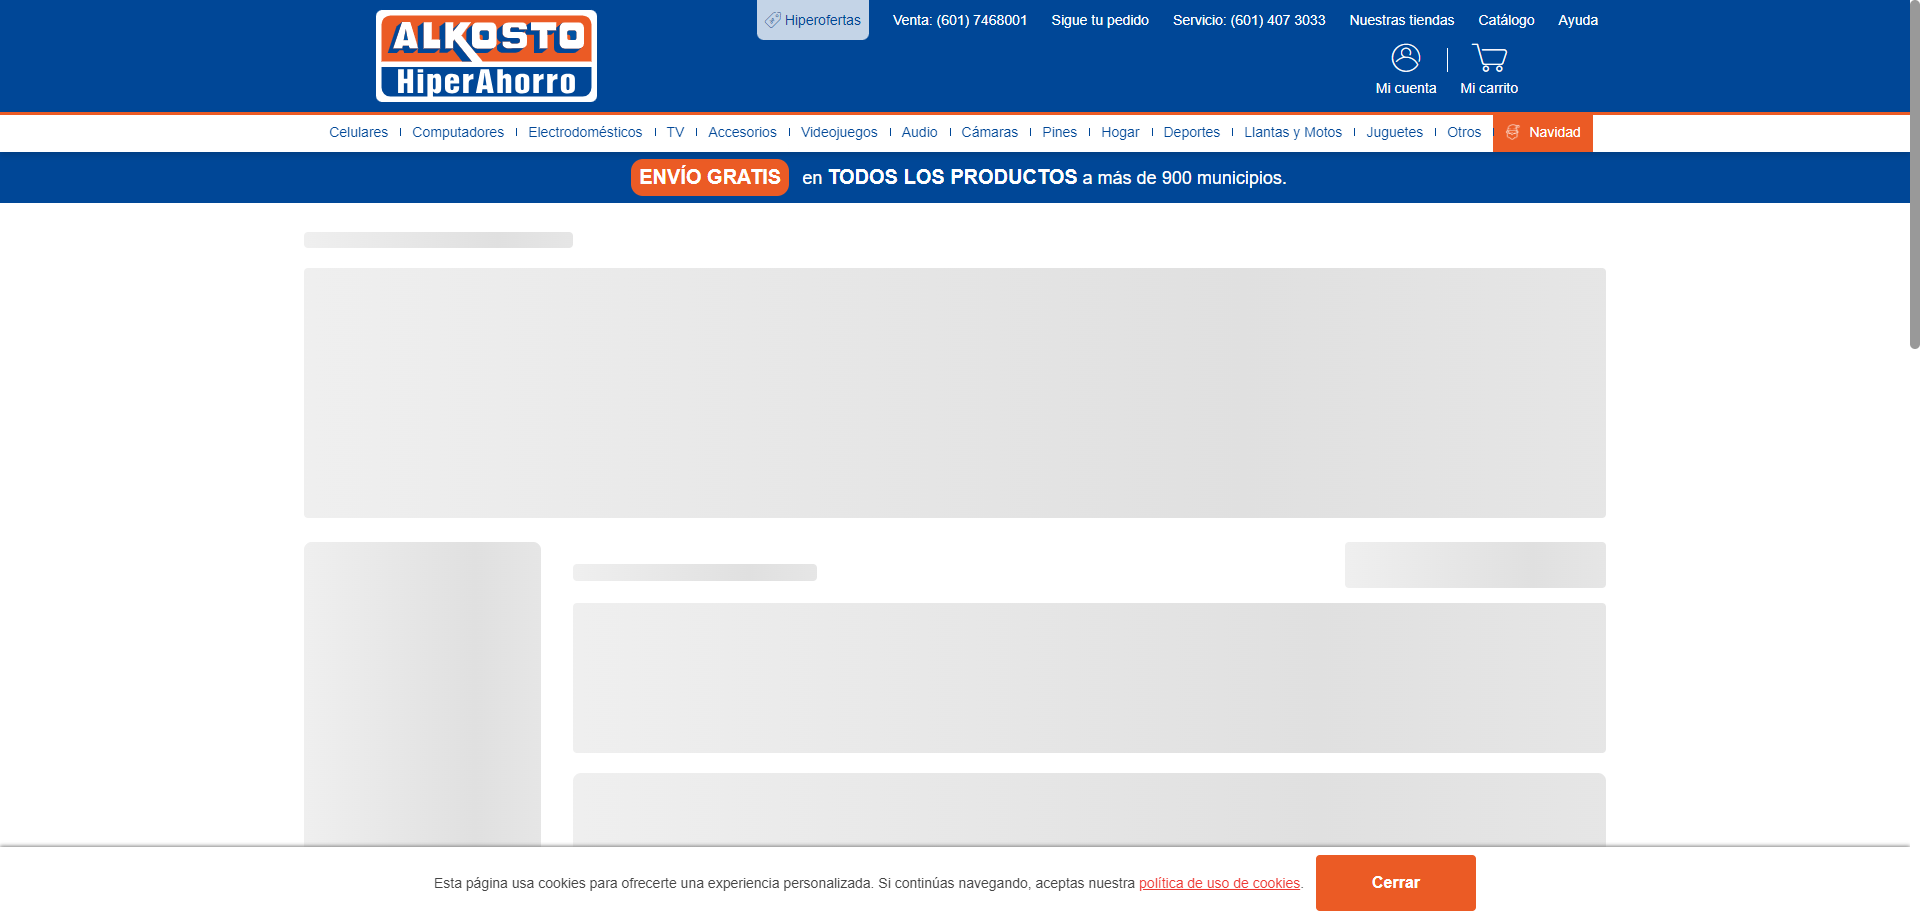 ALKOSTO
HiperAhorro
Hiperofertas
Venta: (601) 7468001
Sigue tu pedido
Servicio: (601) 407 3033
Nuestras tiendas
Catálogo
Ayuda
Mi cuenta
Mi carrito
Celulares
Computadores
Electrodomésticos
TV
Accesorios
Videojuegos
Audio
Cámaras
Pines
Hogar
Deportes
Llantas y Motos
Juguetes
Otros
Navidad
ENVÍO GRATIS en TODOS LOS PRODUCTOS a más de 900 municipios.
Esta página usa cookies para ofrecerte una experiencia personalizada. Si continúas navegando, aceptas nuestra política de uso de cookies.
Cerrar